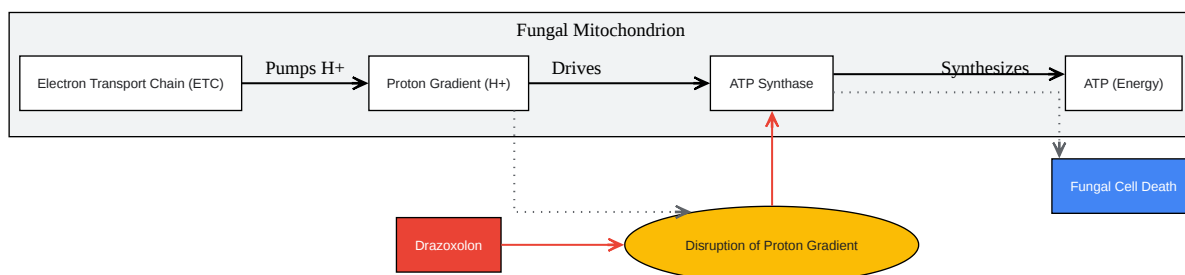 Fungal Mitochondrion
Electron Transport Chain (ETC)
Pumps H+
Proton Gradient (H+)
Drives
ATP Synthase
Synthesizes
ATP (Energy)
Fungal Cell Death
Drazoxolon
Disruption of Proton Gradient